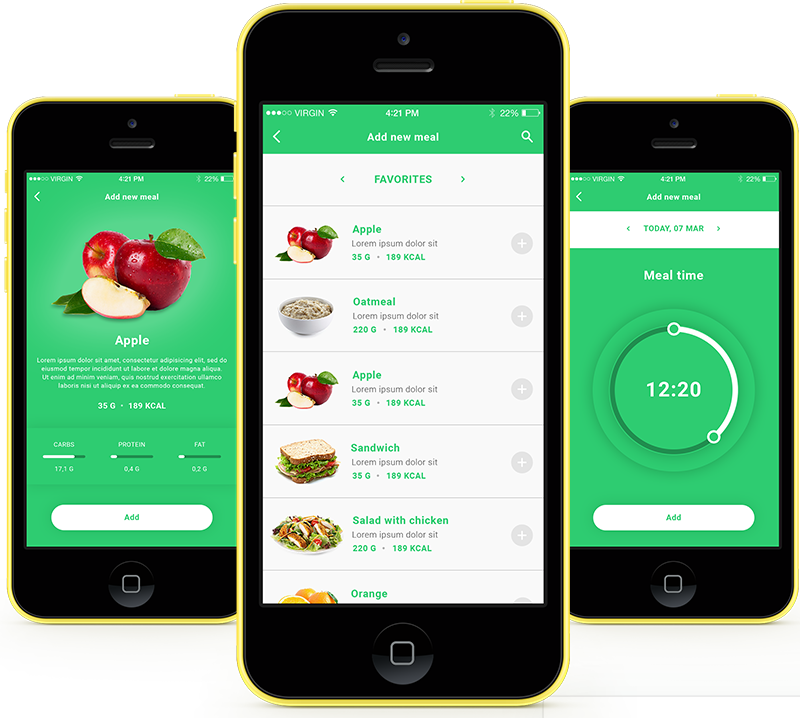 VIRGIN 4:21 PM 22%
Add new meal
Apple
Lorem ipsum dolor sit amet, consectetur adipisicing elit, sed do
eiusmod tempor incididunt ut labore et dolore magna aliqua.
Ut enim ad minim veniam, quis nostrud exercitation ullamco
laboris nisi ut aliquip ex ea commodo consequat.
35 G • 189 KCAL
CARBS PROTEIN FAT
17,1 G 0,4 G 0,2 G
Add
VIRGIN 4:21 PM 22%
Add new meal
FAVORITES
Apple
Lorem ipsum dolor sit
35 G • 189 KCAL
Oatmeal
Lorem ipsum dolor sit
220 G • 189 KCAL
Apple
Lorem ipsum dolor sit
35 G • 189 KCAL
Sandwich
Lorem ipsum dolor sit
35 G • 189 KCAL
Salad with chicken
Lorem ipsum dolor sit
220 G • 189 KCAL
Orange
VIRGIN 4:21 PM 22%
Add new meal
TODAY, 07 MAR
Meal time
12:20
Add